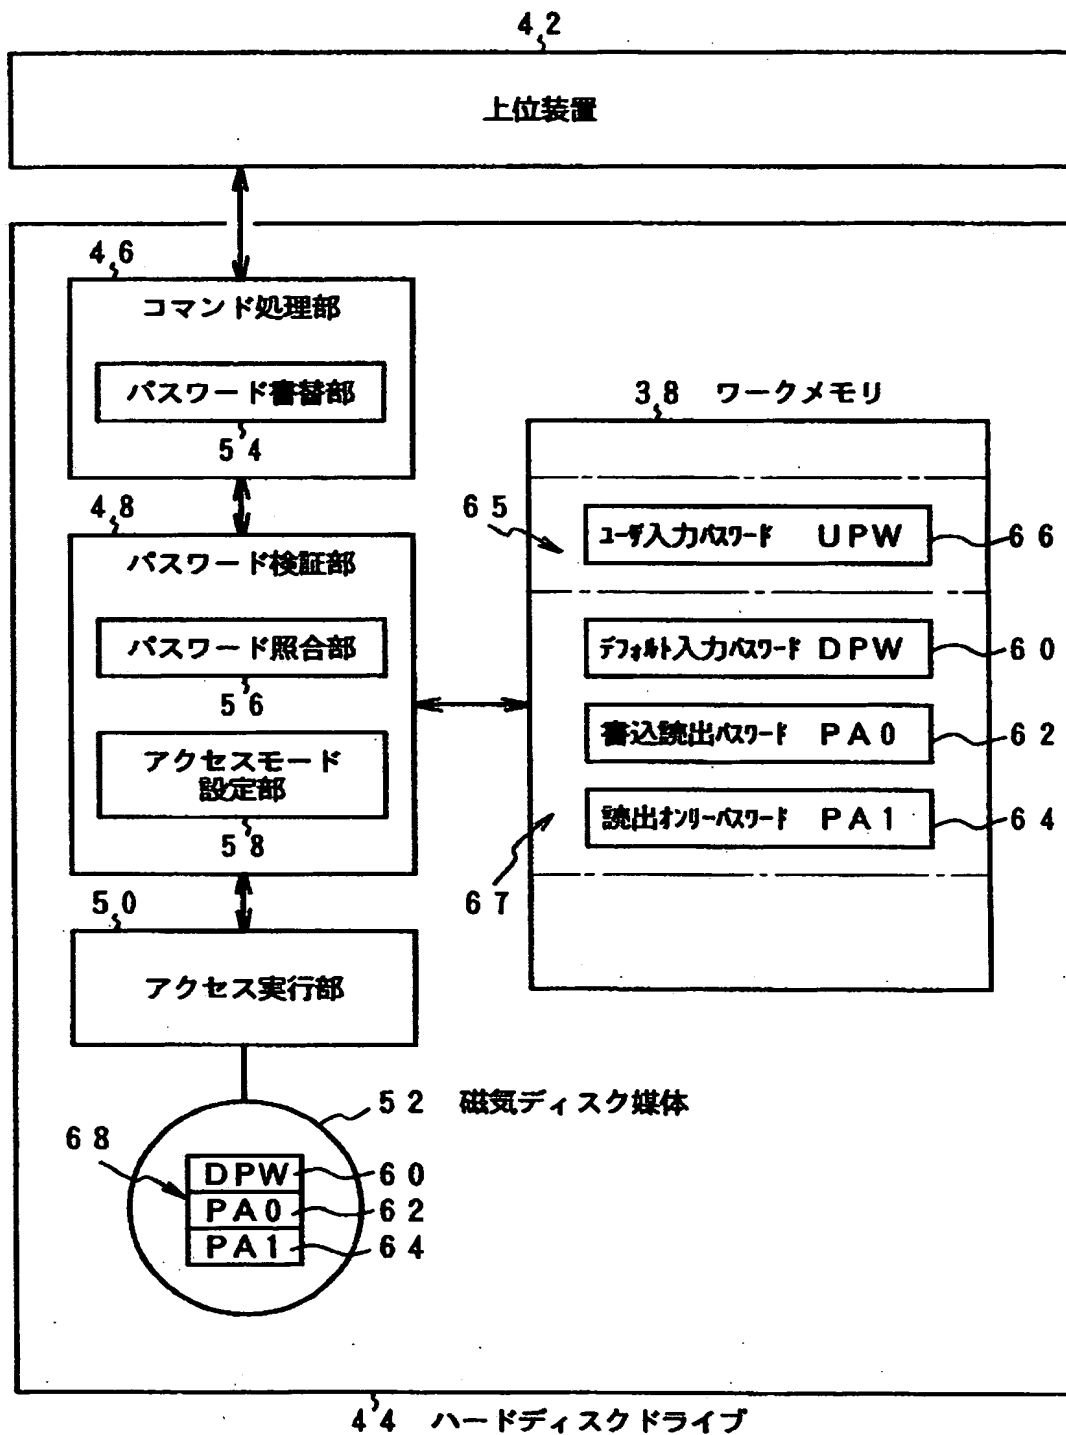 42
上位装置
46
コマンド処理部
パスワード書替部
54
48
パスワード検証部
パスワード照合部
56
アクセスモード
設定部
58
50
アクセス実行部
38 ワークメモリ
65
ユーザ入力パスワード UPW
66
デフォルト入力パスワード DPW
60
書込読出パスワード PA0
62
読出オンリーパスワード PA1
64
67
52 磁気ディスク媒体
68
DPW
60
PA0
62
PA1
64
44 ハードディスクドライブ